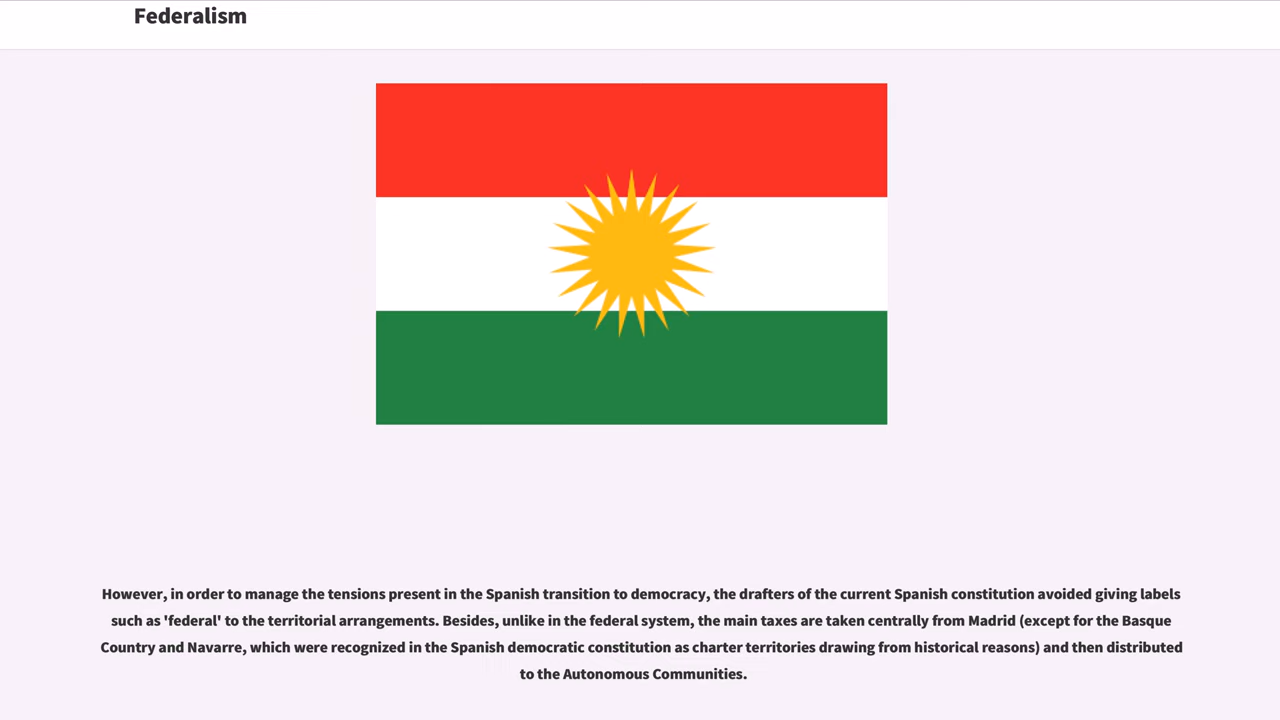 Federalism
However, in order to manage the tensions present in the Spanish transition to democracy, the drafters of the current Spanish constitution avoided giving labels
such as 'federal' to the territorial arrangements. Besides, unlike in the federal system, the main taxes are taken centrally from Madrid (except for the Basque
Country and Navarre, which were recognized in the Spanish democratic constitution as charter territories drawing from historical reasons) and then distributed
to the Autonomous Communities.